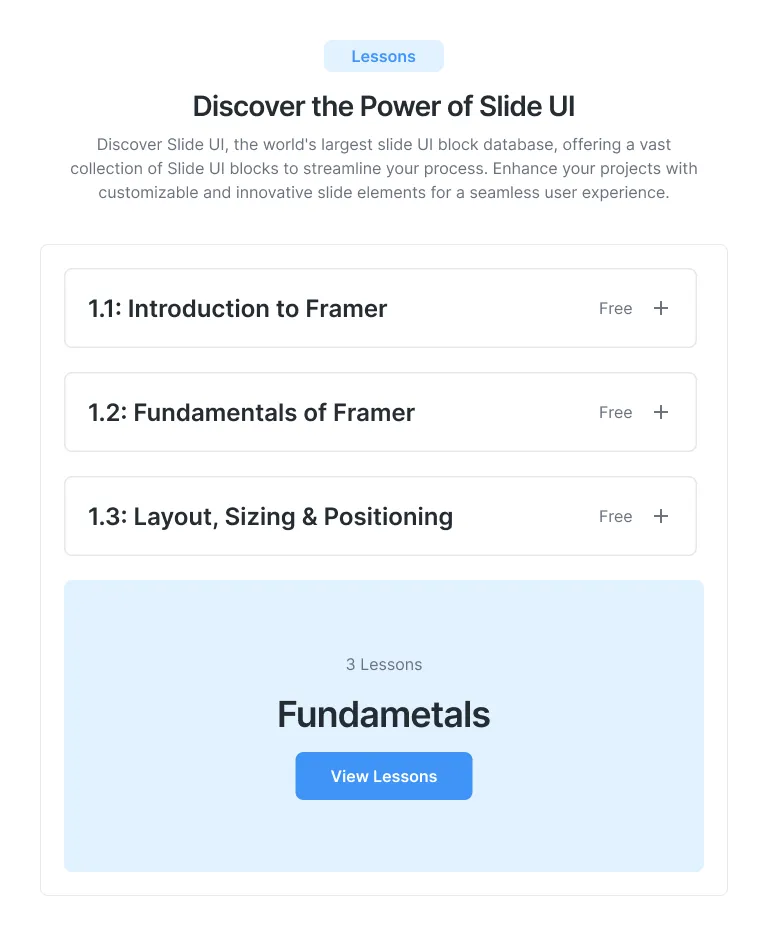 Lessons
Discover the Power of Slide UI
Discover Slide UI, the world's largest slide UI block database, offering a vast
collection of Slide UI blocks to streamline your process. Enhance your projects with
customizable and innovative slide elements for a seamless user experience.
1.1: Introduction to Framer Free +
1.2: Fundamentals of Framer Free +
1.3: Layout, Sizing & Positioning Free +
3 Lessons
Fundametals
View Lessons